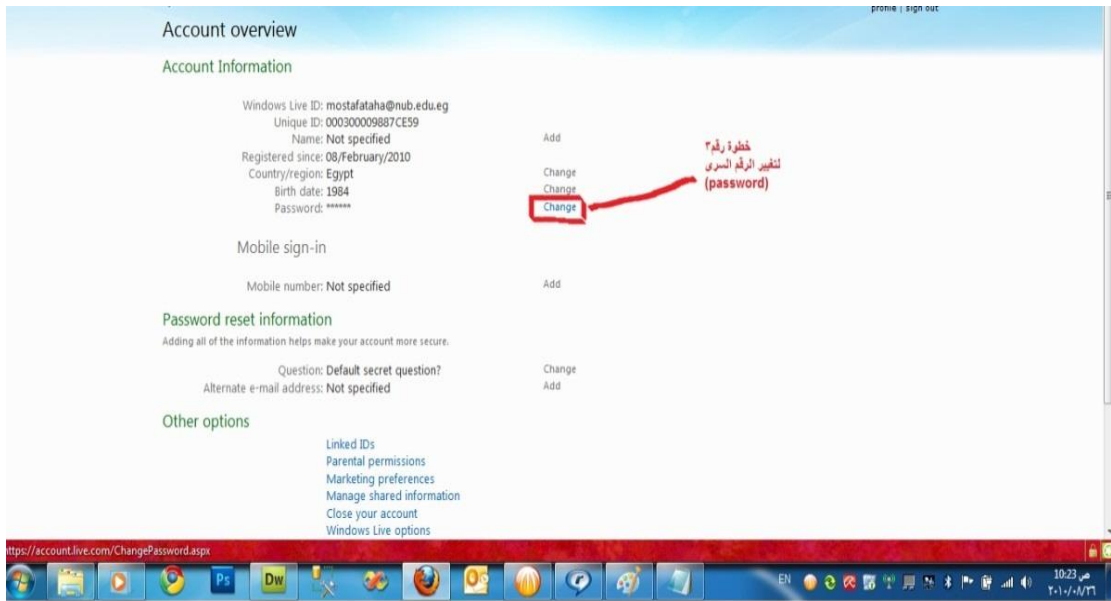 profile | sign out
Account overview
Account Information
Windows Live ID: mostafataha@nub.edu.eg
Unique ID: 000300009887CE59
Name: Not specified Add
Registered since: 08/February/2010
Country/region: Egypt Change
Birth date: 1984 Change
Password: ****** Change
خطوة رقم٣
لتغيير الرقم السرى
(password)
Mobile sign-in
Mobile number: Not specified Add
Password reset information
Adding all of the information helps make your account more secure.
Question: Default secret question? Change
Alternate e-mail address: Not specified Add
Other options
Linked IDs
Parental permissions
Marketing preferences
Manage shared information
Close your account
Windows Live options
https://account.live.com/ChangePassword.aspx
Ps
Dw
EN
10:23 ص
٢٠١٠/٠٨/٢٦